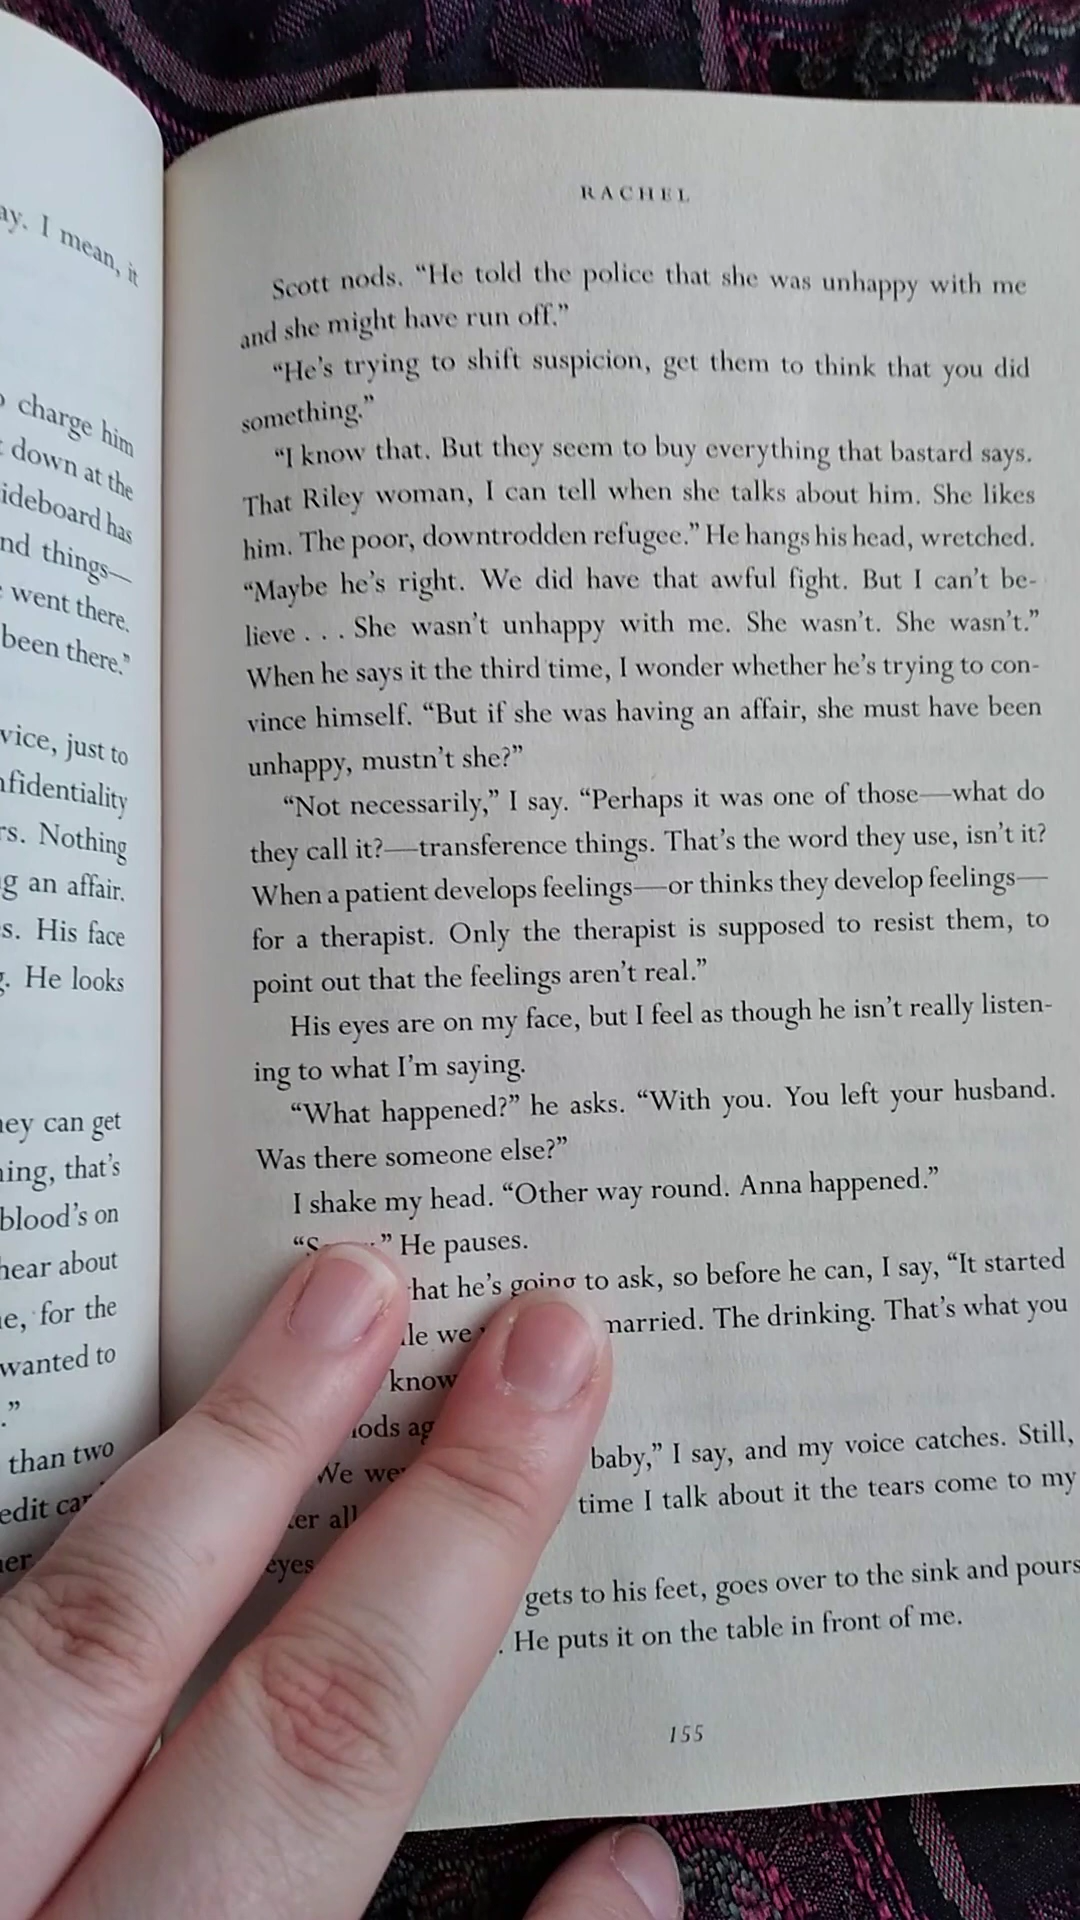 ay. I mean, it
charge him
down at the
ideboard has
nd things—
went there.
been there.”
vice, just to
nfidentiality
rs. Nothing
g an affair.
s. His face
g. He looks
hey can get
hing, that’s
blood’s on
hear about
e, for the
wanted to
.”
than two
edit car
her
RACHEL
Scott nods. “He told the police that she was unhappy with me
and she might have run off.”
“He’s trying to shift suspicion, get them to think that you did
something.”
“I know that. But they seem to buy everything that bastard says.
That Riley woman, I can tell when she talks about him. She likes
him. The poor, downtrodden refugee.” He hangs his head, wretched.
“Maybe he’s right. We did have that awful fight. But I can’t be-
lieve . . . She wasn’t unhappy with me. She wasn’t. She wasn’t.”
When he says it the third time, I wonder whether he’s trying to con-
vince himself. “But if she was having an affair, she must have been
unhappy, mustn’t she?”
“Not necessarily,” I say. “Perhaps it was one of those—what do
they call it?—transference things. That’s the word they use, isn’t it?
When a patient develops feelings—or thinks they develop feelings—
for a therapist. Only the therapist is supposed to resist them, to
point out that the feelings aren’t real.”
His eyes are on my face, but I feel as though he isn’t really listen-
ing to what I’m saying.
“What happened?” he asks. “With you. You left your husband.
Was there someone else?”
I shake my head. “Other way round. Anna happened.”
” He pauses.
hat he’s going to ask, so before he can, I say, “It started
le we married. The drinking. That’s what you
know
ods ag
We we baby,” I say, and my voice catches. Still,
er all time I talk about it the tears come to my
eyes
gets to his feet, goes over to the sink and pours
. He puts it on the table in front of me.
155